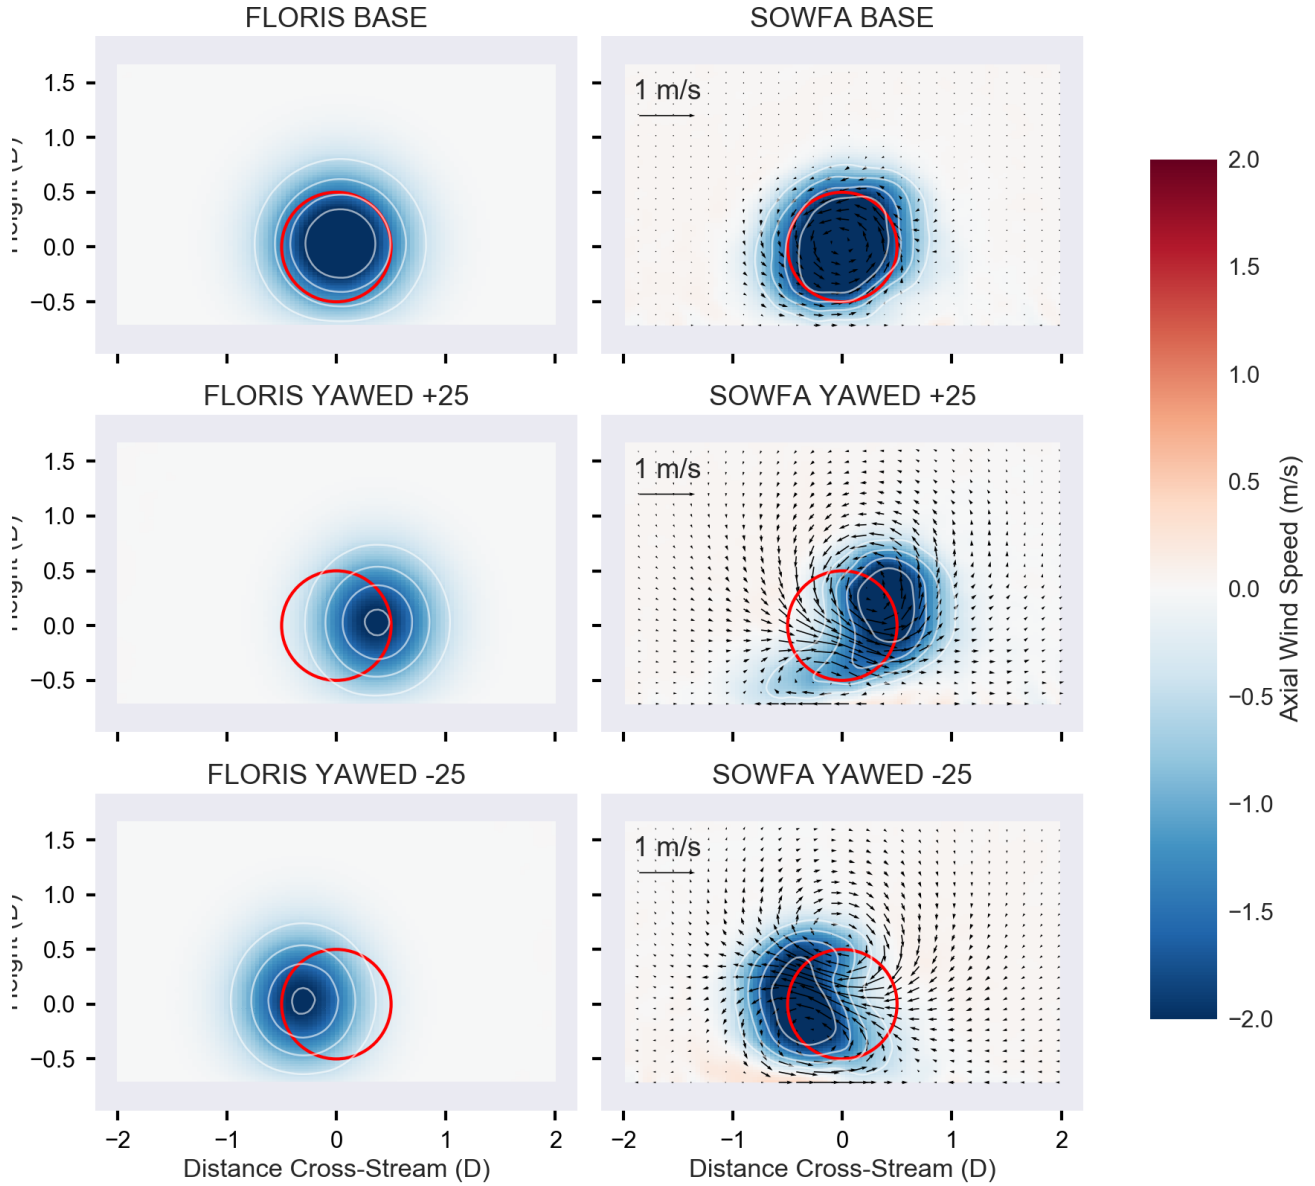 FLORIS BASE
SOWFA BASE
1.5
1.0
0.5
0.0
−0.5
1 m/s
FLORIS YAWED +25
SOWFA YAWED +25
1.5
1.0
0.5
0.0
−0.5
1 m/s
FLORIS YAWED -25
SOWFA YAWED -25
1.5
1.0
0.5
0.0
−0.5
1 m/s
−2 −1 0 1 2
−2 −1 0 1 2
Distance Cross-Stream (D)
Distance Cross-Stream (D)
2.0
1.5
1.0
0.5
0.0
−0.5
−1.0
−1.5
−2.0
Axial Wind Speed (m/s)